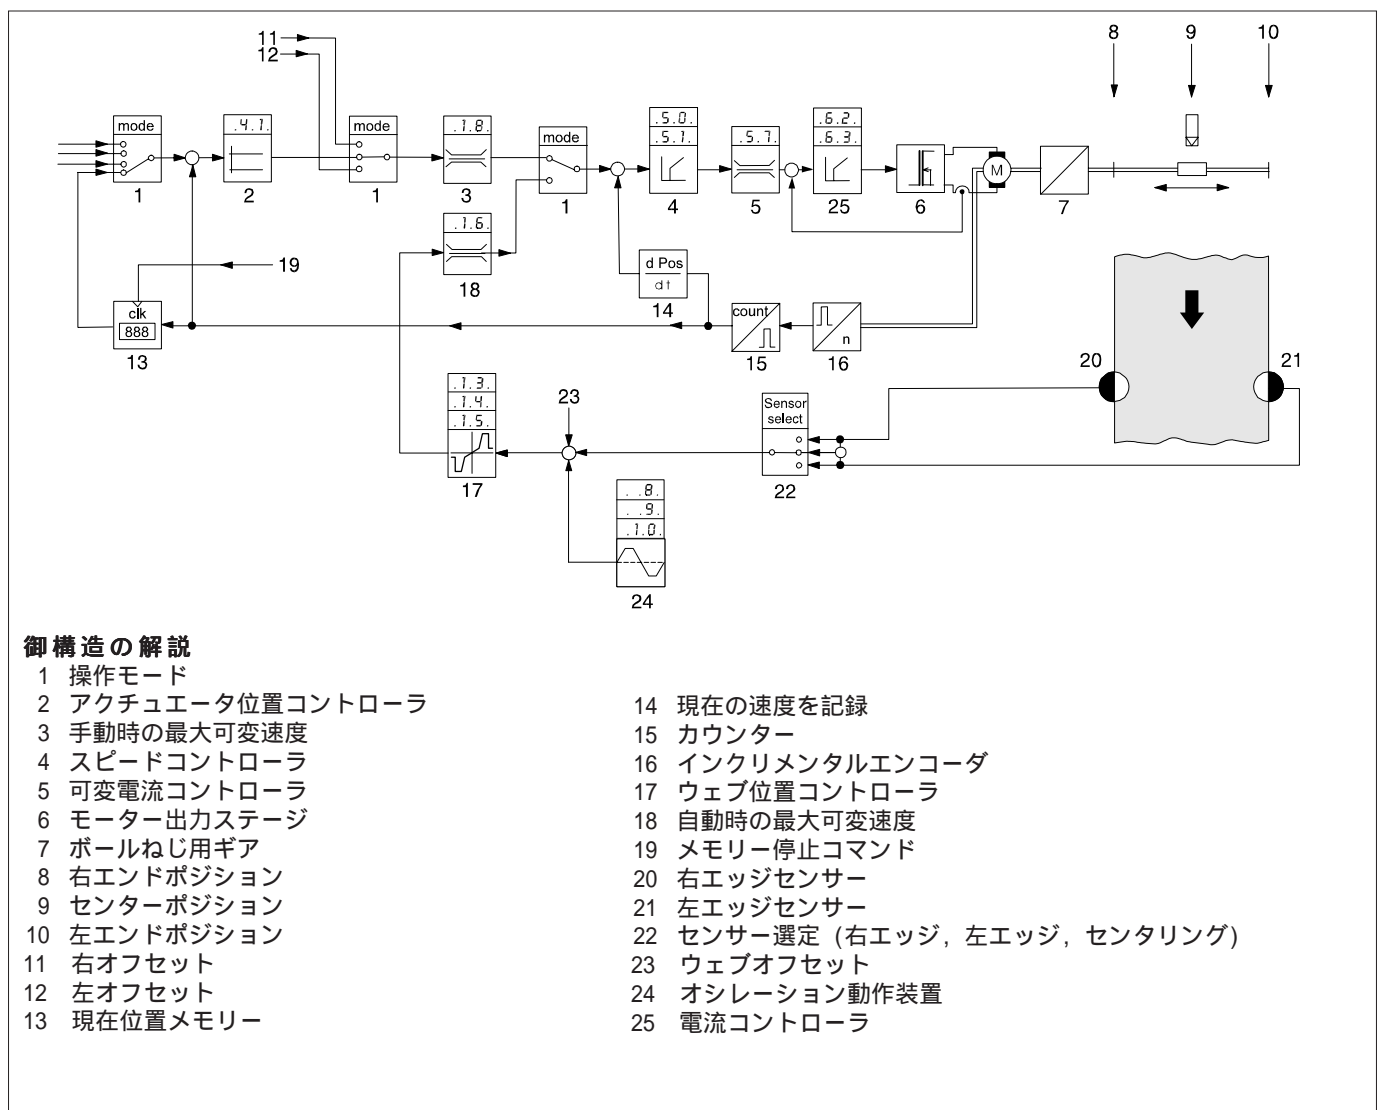 11
12
8 9 10
mode
1
.4.1.
2
mode
1
.1.8.
3
mode
1
.5.0.
.5.1.
4
.5.7.
5
.6.2.
.6.3.
25
6
M
7
.1.6.
18
19
clk
888
13
d Pos
dt
14
count
15
n
16
20
21
.1.3.
.1.4.
.1.5.
17
23
Sensor
select
22
. .8.
. .9.
.1.0.
24
御構造の解説
1 操作モード
2 アクチュエータ位置コントローラ
3 手動時の最大可変速度
4 スピードコントローラ
5 可変電流コントローラ
6 モーター出力ステージ
7 ボールねじ用ギア
8 右エンドポジション
9 センターポジション
10 左エンドポジション
11 右オフセット
12 左オフセット
13 現在位置メモリー
14 現在の速度を記録
15 カウンター
16 インクリメンタルエンコーダ
17 ウェブ位置コントローラ
18 自動時の最大可変速度
19 メモリー停止コマンド
20 右エッジセンサー
21 左エッジセンサー
22 センサー選定 (右エッジ, 左エッジ, センタリング)
23 ウェブオフセット
24 オシレーション動作装置
25 電流コントローラ